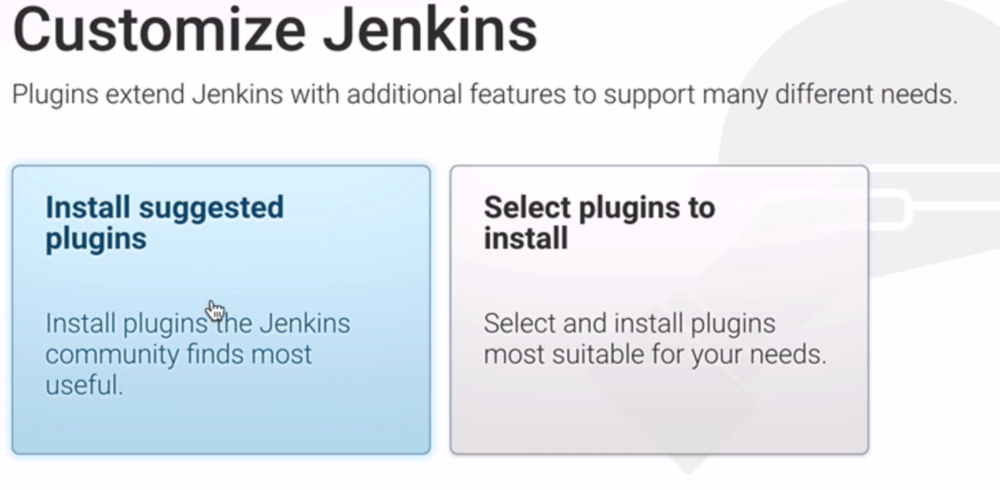 Customize Jenkins
Plugins extend Jenkins with additional features to support many different needs.
Install suggested
plugins
Install plugins the Jenkins
community finds most
useful.
Select plugins to
install
Select and install plugins
most suitable for your needs.